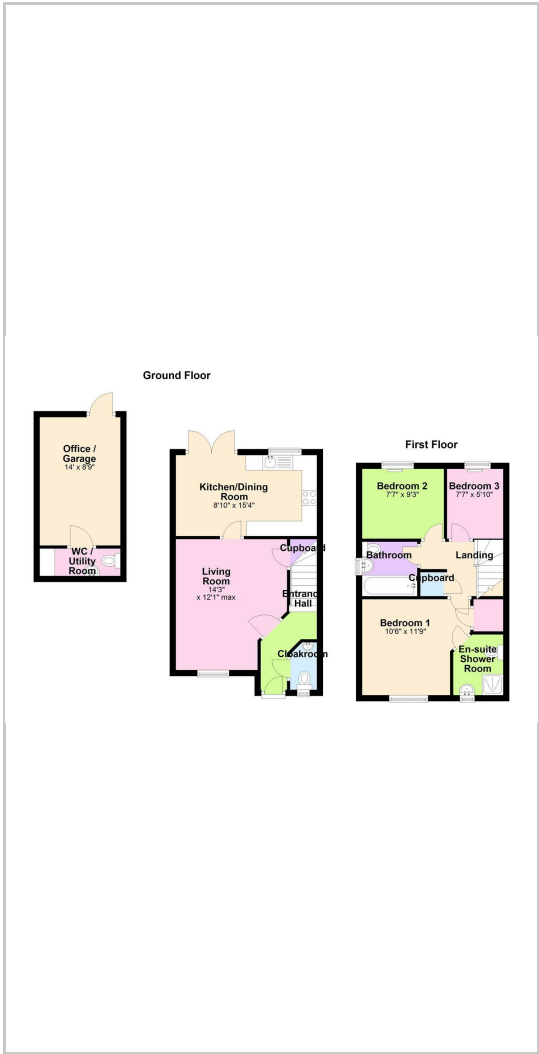 Ground Floor
Office /
Garage
14' x 8'9"
WC /
Utility
Room
Kitchen/Dining
Room
8'10" x 15'4"
Cupboard
Living
Room
14'3"
x 12'1" max
Entrance
Hall
Cloakroom
First Floor
Bedroom 2
7'7" x 9'3"
Bedroom 3
7'7" x 5'10"
Bathroom
Landing
Cupboard
Bedroom 1
10'6" x 11'9"
En-suite
Shower
Room